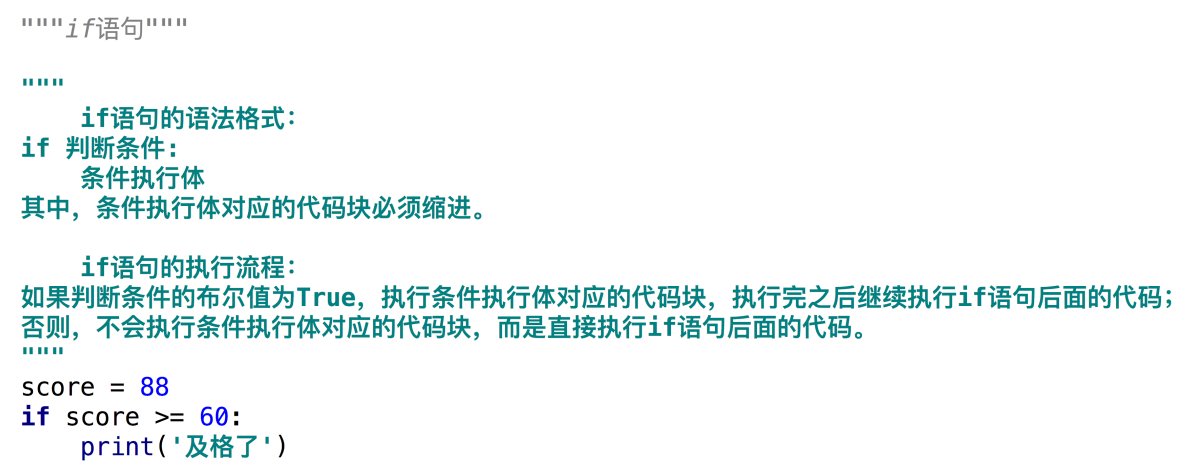 """if语句"""
"""
    if语句的语法格式：
if 判断条件:
    条件执行体
其中，条件执行体对应的代码块必须缩进。
    if语句的执行流程：
如果判断条件的布尔值为True，执行条件执行体对应的代码块，执行完之后继续执行if语句后面的代码；
否则，不会执行条件执行体对应的代码块，而是直接执行if语句后面的代码。
"""
score = 88
if score >= 60:
    print('及格了')